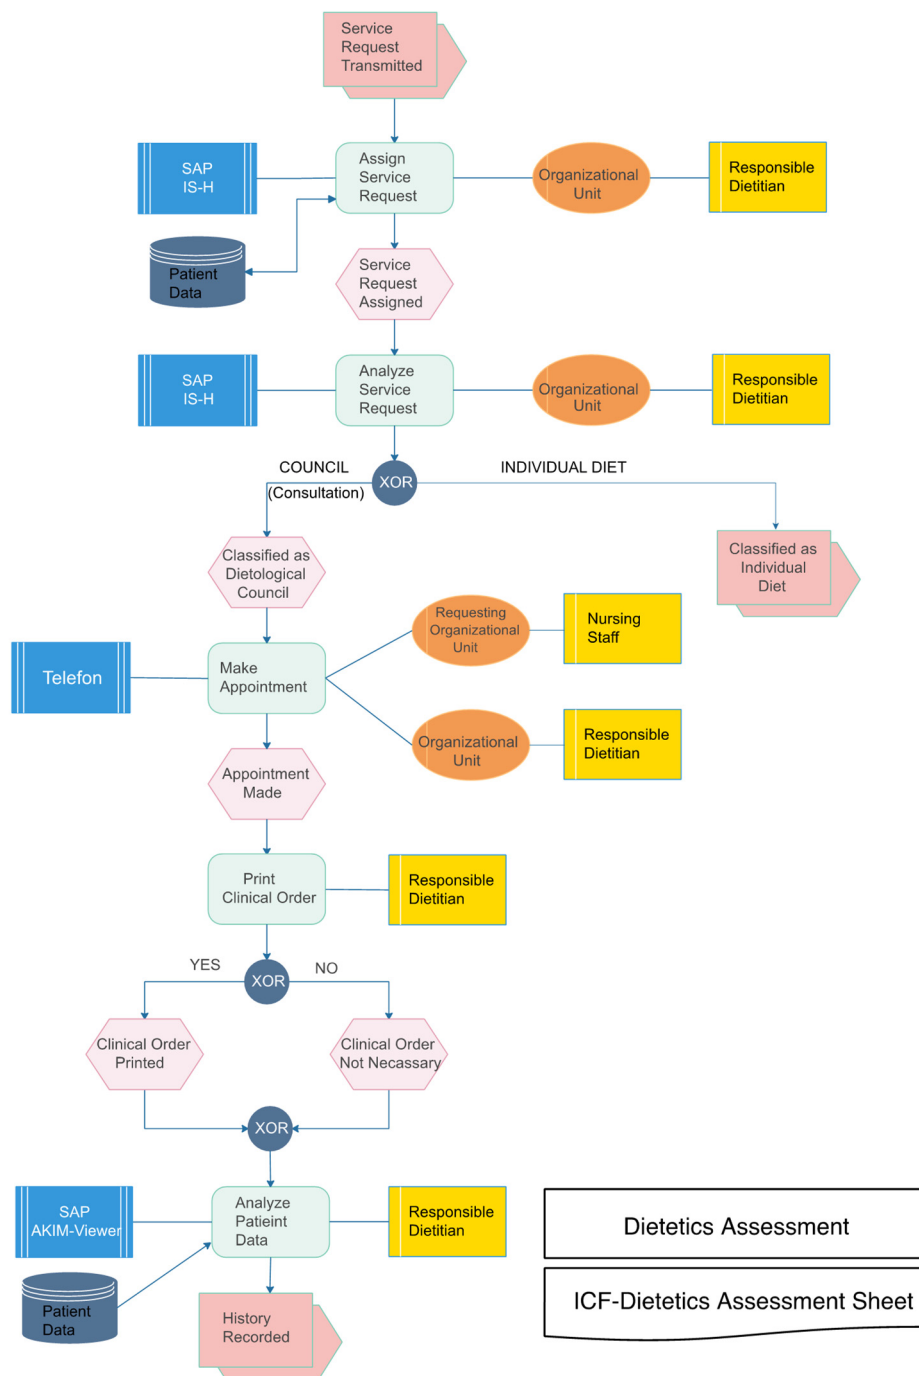 Service
Request
Transmitted
SAP
IS-H
Assign
Service
Request
Organizational
Unit
Responsible
Dietitian
Patient
Data
Service
Request
Assigned
SAP
IS-H
Analyze
Service
Request
Organizational
Unit
Responsible
Dietitian
COUNCIL
(Consultation)
XOR
INDIVIDUAL DIET
Classified as
Dietological
Council
Classified as
Individual
Diet
Requesting
Organizational
Unit
Nursing
Staff
Telefon
Make
Appointment
Organizational
Unit
Responsible
Dietitian
Appointment
Made
Print
Clinical Order
Responsible
Dietitian
YES
XOR
NO
Clinical Order
Printed
Clinical Order
Not Necassary
XOR
SAP
AKIM-Viewer
Analyze
Patieint
Data
Responsible
Dietitian
Dietetics Assessment
Patient
Data
History
Recorded
ICF-Dietetics Assessment Sheet